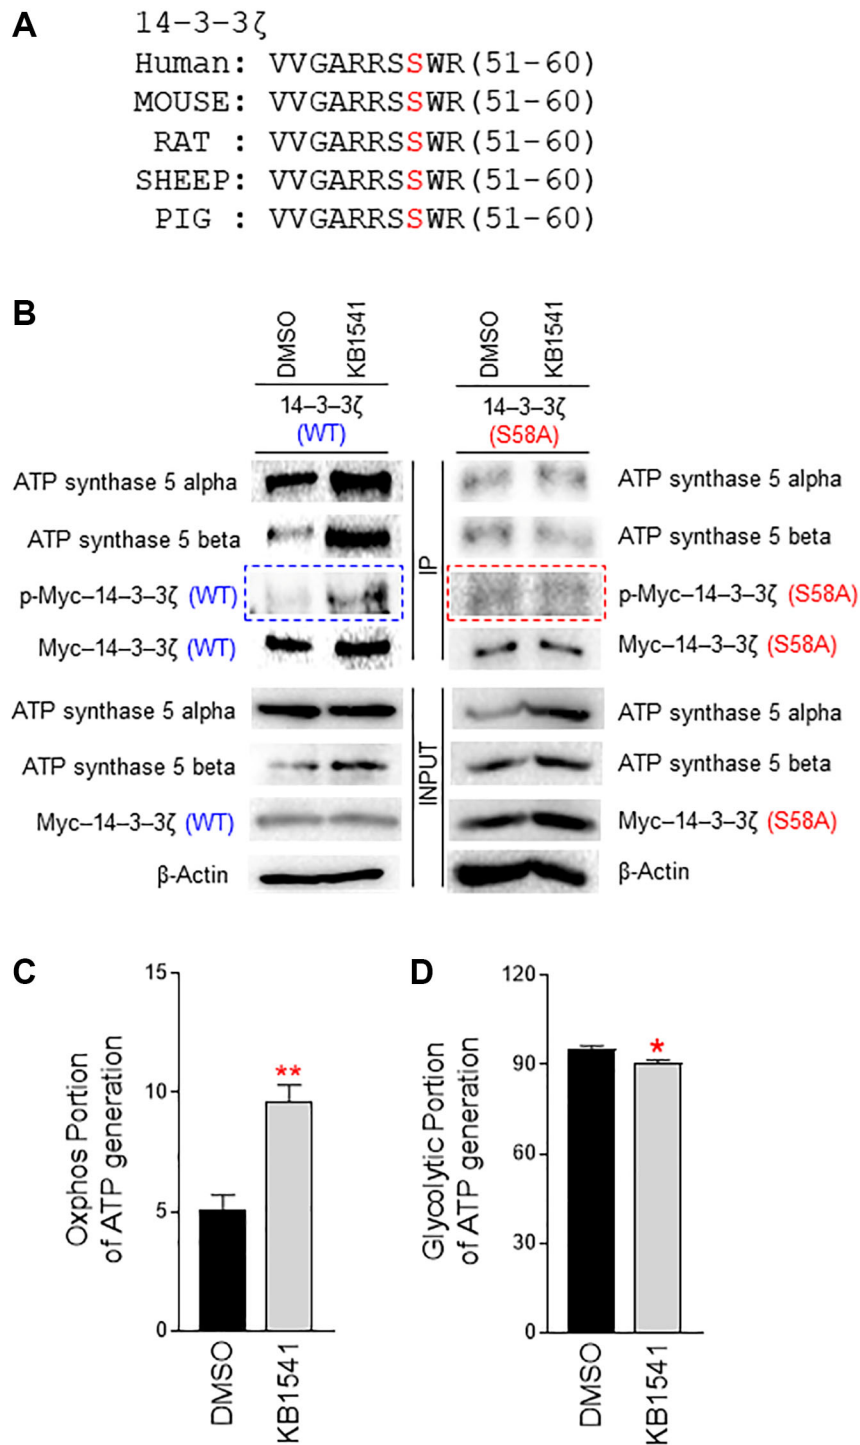 A
14–3–3ζ
Human: VVGARRSSWR(51–60)
MOUSE: VVGARRSSWR(51–60)
RAT : VVGARRSSWR(51–60)
SHEEP: VVGARRSSWR(51–60)
PIG : VVGARRSSWR(51–60)
B
DMSO
KB1541
14–3–3ζ
(WT)
DMSO
KB1541
14–3–3ζ
(S58A)
ATP synthase 5 alpha
ATP synthase 5 beta
p-Myc–14–3–3ζ (WT)
Myc–14–3–3ζ (WT)
IP
ATP synthase 5 alpha
ATP synthase 5 beta
p-Myc–14–3–3ζ (S58A)
Myc–14–3–3ζ (S58A)
ATP synthase 5 alpha
ATP synthase 5 beta
Myc–14–3–3ζ (WT)
β-Actin
INPUT
ATP synthase 5 alpha
ATP synthase 5 beta
Myc–14–3–3ζ (S58A)
β-Actin
C
Oxphos Portion
of ATP generation
15
10
5
0
**
DMSO
KB1541
D
Glycolytic Portion
of ATP generation
120
90
60
30
0
*
DMSO
KB1541